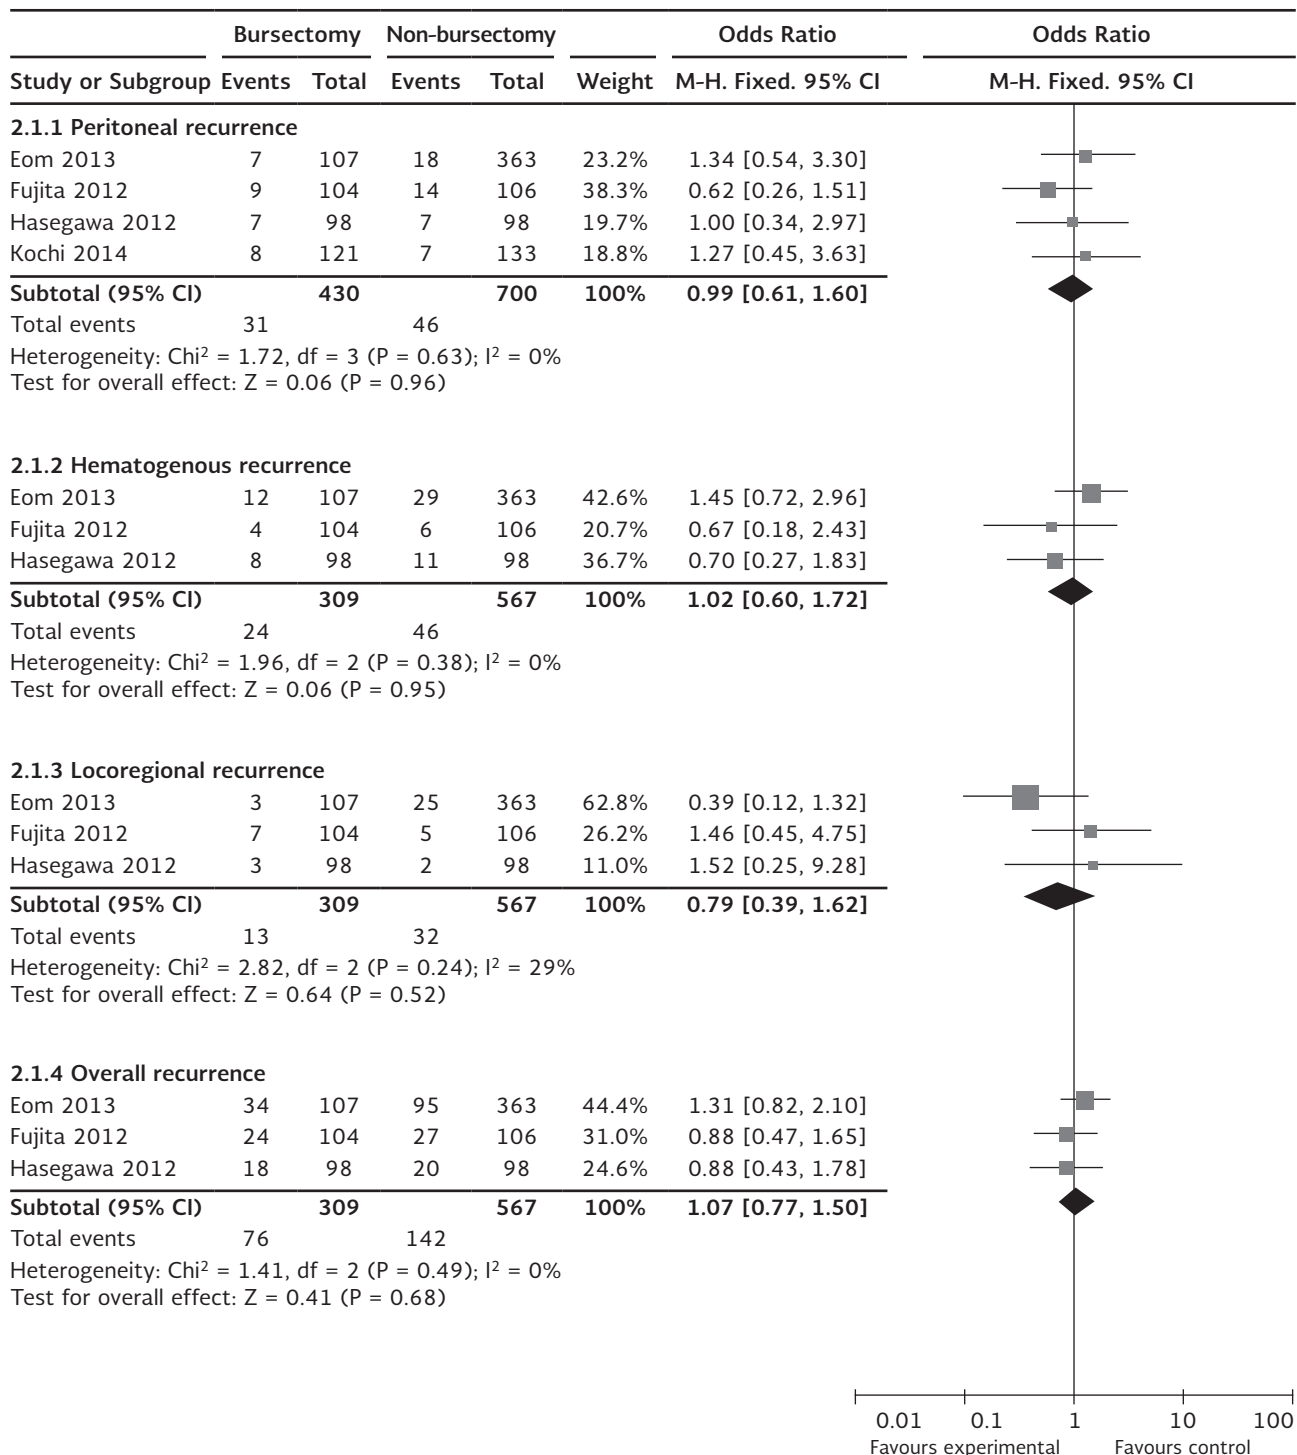 Bursectomy Non-bursectomy Odds Ratio Odds Ratio
Study or Subgroup Events Total Events Total Weight M-H. Fixed. 95% CI M-H. Fixed. 95% CI
2.1.1 Peritoneal recurrence
Eom 2013 7 107 18 363 23.2% 1.34 [0.54, 3.30]
Fujita 2012 9 104 14 106 38.3% 0.62 [0.26, 1.51]
Hasegawa 2012 7 98 7 98 19.7% 1.00 [0.34, 2.97]
Kochi 2014 8 121 7 133 18.8% 1.27 [0.45, 3.63]
Subtotal (95% CI) 430 700 100% 0.99 [0.61, 1.60]
Total events 31 46
Heterogeneity: Chi² = 1.72, df = 3 (P = 0.63); I² = 0%
Test for overall effect: Z = 0.06 (P = 0.96)
2.1.2 Hematogenous recurrence
Eom 2013 12 107 29 363 42.6% 1.45 [0.72, 2.96]
Fujita 2012 4 104 6 106 20.7% 0.67 [0.18, 2.43]
Hasegawa 2012 8 98 11 98 36.7% 0.70 [0.27, 1.83]
Subtotal (95% CI) 309 567 100% 1.02 [0.60, 1.72]
Total events 24 46
Heterogeneity: Chi² = 1.96, df = 2 (P = 0.38); I² = 0%
Test for overall effect: Z = 0.06 (P = 0.95)
2.1.3 Locoregional recurrence
Eom 2013 3 107 25 363 62.8% 0.39 [0.12, 1.32]
Fujita 2012 7 104 5 106 26.2% 1.46 [0.45, 4.75]
Hasegawa 2012 3 98 2 98 11.0% 1.52 [0.25, 9.28]
Subtotal (95% CI) 309 567 100% 0.79 [0.39, 1.62]
Total events 13 32
Heterogeneity: Chi² = 2.82, df = 2 (P = 0.24); I² = 29%
Test for overall effect: Z = 0.64 (P = 0.52)
2.1.4 Overall recurrence
Eom 2013 34 107 95 363 44.4% 1.31 [0.82, 2.10]
Fujita 2012 24 104 27 106 31.0% 0.88 [0.47, 1.65]
Hasegawa 2012 18 98 20 98 24.6% 0.88 [0.43, 1.78]
Subtotal (95% CI) 309 567 100% 1.07 [0.77, 1.50]
Total events 76 142
Heterogeneity: Chi² = 1.41, df = 2 (P = 0.49); I² = 0%
Test for overall effect: Z = 0.41 (P = 0.68)
0.01 0.1 1 10 100
Favours experimental Favours control